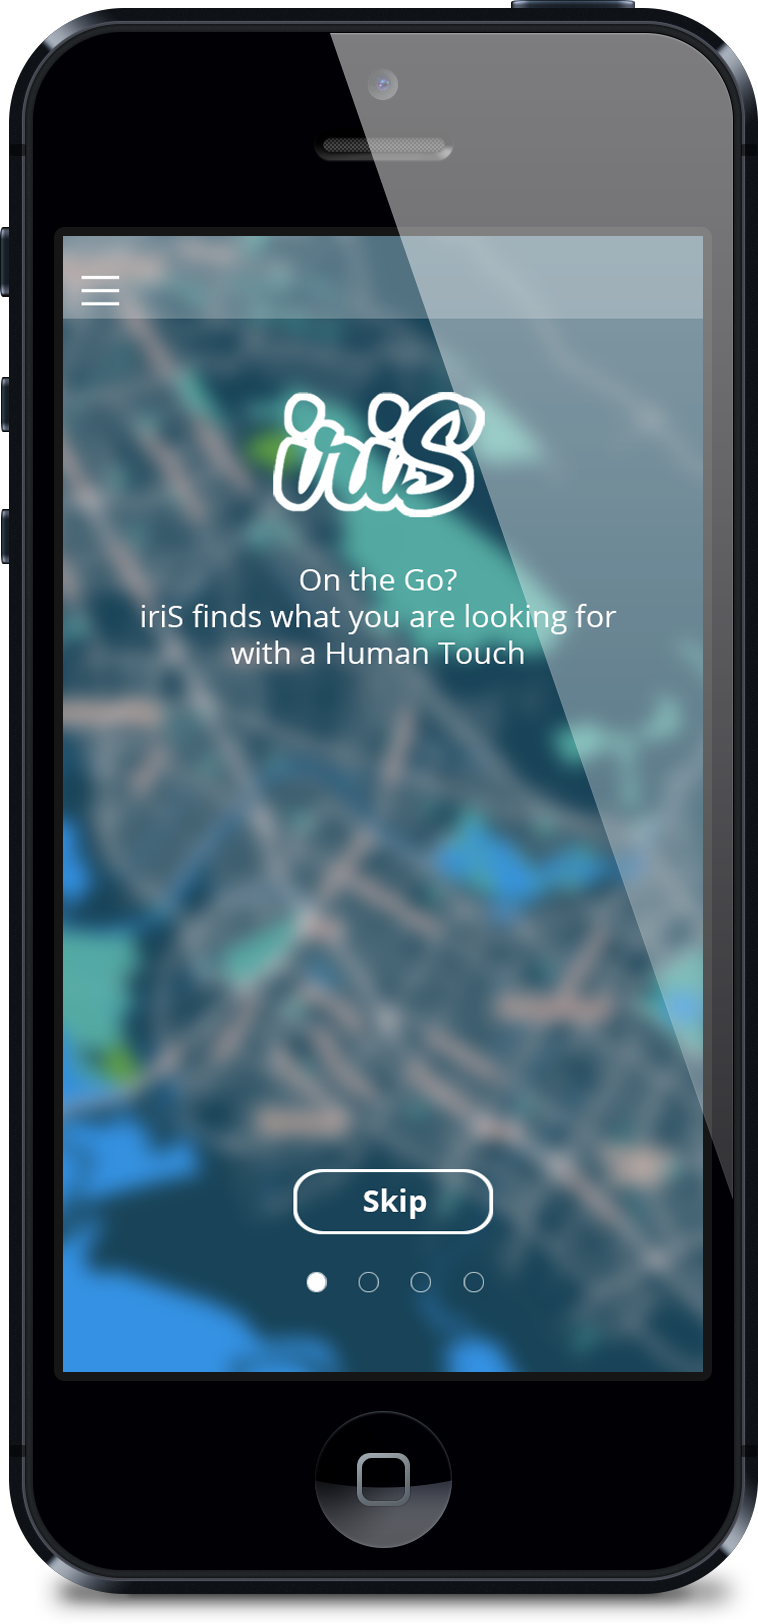 iriS
On the Go?
iriS finds what you are looking for
with a Human Touch
Skip